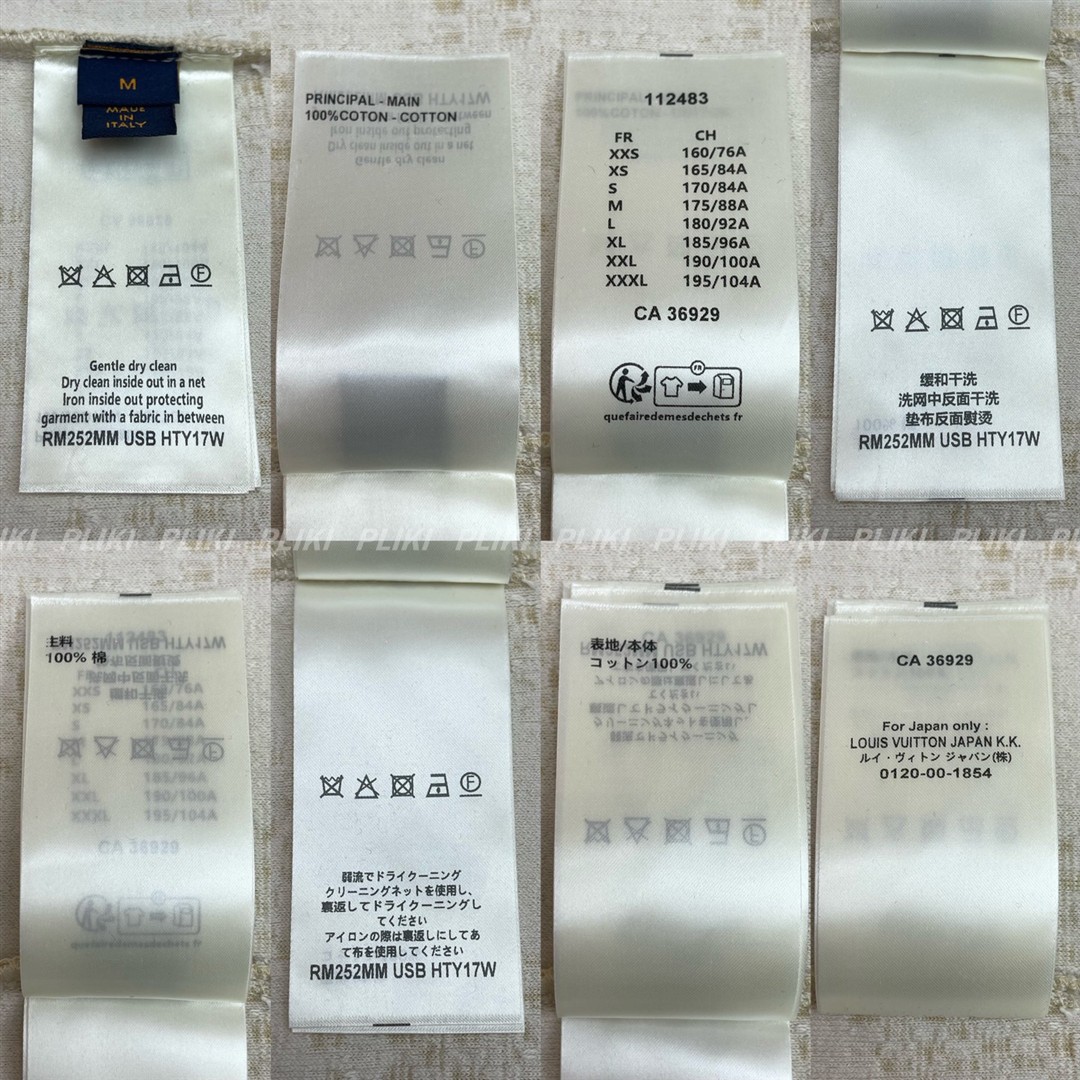 M
MADE
IN
ITALY
Gentle dry clean
Dry clean inside out in a net
Iron inside out protecting
garment with a fabric in between
RM252MM USB HTY17W
PRINCIPAL - MAIN
100%COTON - COTTON
112483
FR CH
XXS 160/76A
XS 165/84A
S 170/84A
M 175/88A
L 180/92A
XL 185/96A
XXL 190/100A
XXXL 195/104A
CA 36929
FR
quefairedemesdechets fr
缓和干洗
洗网中反面干洗
垫布反面熨烫
RM252MM USB HTY17W
PLIKI PLIKI PLIKI PLIKI PLIKI PLIKI PLIKI PLIKI PLIKI PLIKI
主料
100% 棉
弱流でドライクーニング
クリーニングネットを使用し、
裏返してドライクーニングし
てください
アイロンの際は裏返しにしてあ
て布を使用してください
RM252MM USB HTY17W
表地/本体
コットン100%
CA 36929
For Japan only :
LOUIS VUITTON JAPAN K.K.
ルイ・ヴィトン ジャパン(株)
0120-00-1854